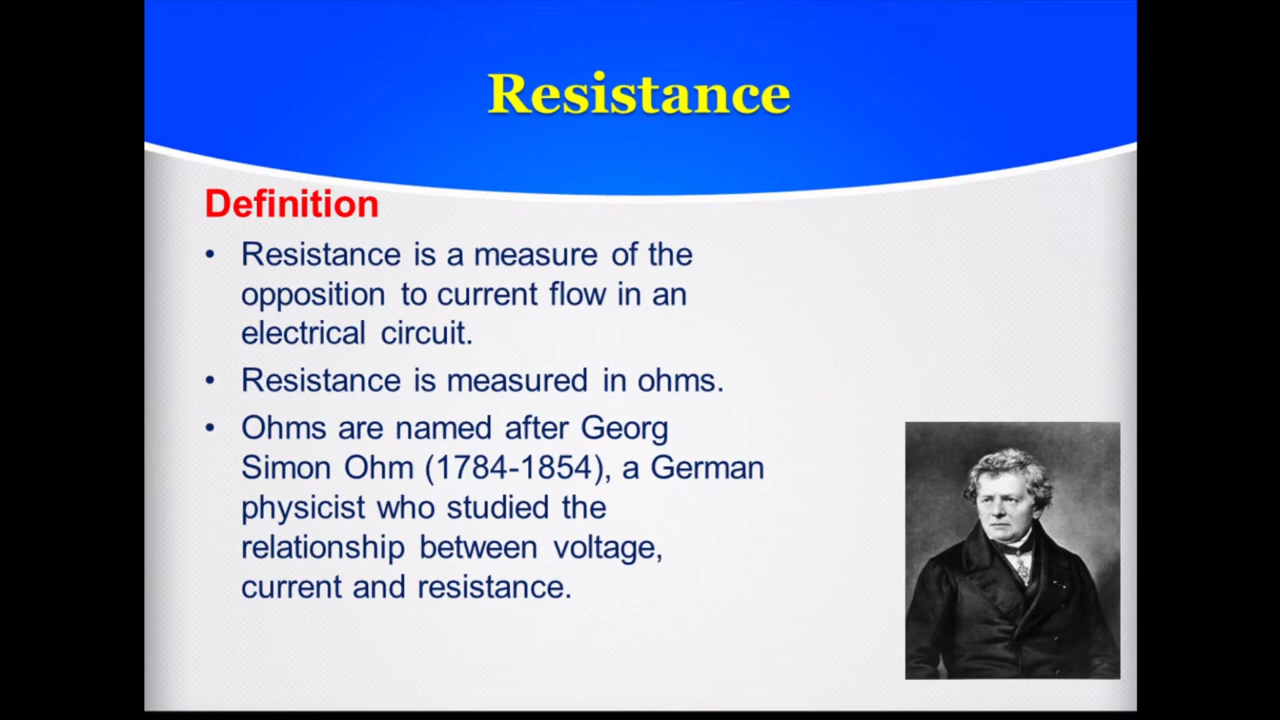 Resistance
Definition
• Resistance is a measure of the
opposition to current flow in an
electrical circuit.
• Resistance is measured in ohms.
• Ohms are named after Georg
Simon Ohm (1784-1854), a German
physicist who studied the
relationship between voltage,
current and resistance.